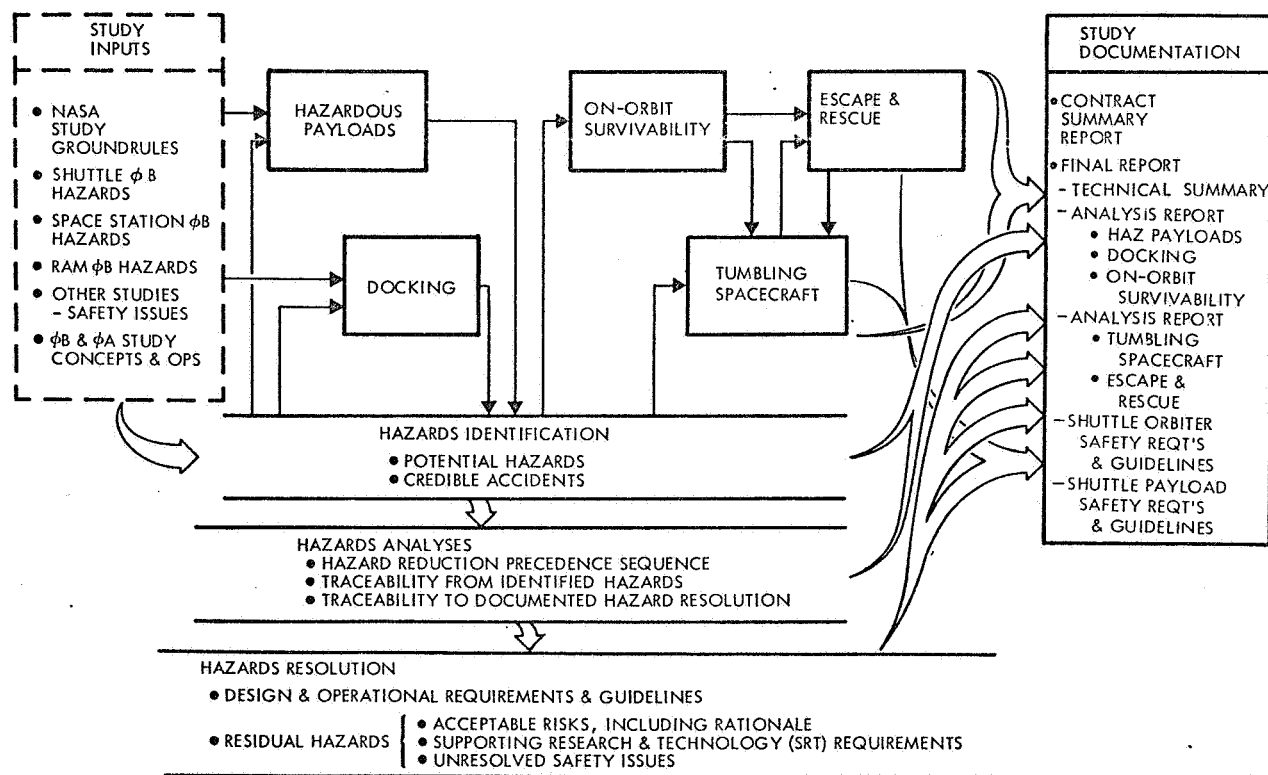 STUDY
INPUTS
● NASA
STUDY
GROUNDRULES
● SHUTTLE φ B
HAZARDS
● SPACE STATION φB
HAZARDS
● RAM φB HAZARDS
● OTHER STUDIES
– SAFETY ISSUES
● φB & φA STUDY
CONCEPTS & OPS
HAZARDOUS
PAYLOADS
DOCKING
ON-ORBIT
SURVIVABILITY
ESCAPE &
RESCUE
TUMBLING
SPACECRAFT
HAZARDS IDENTIFICATION
● POTENTIAL HAZARDS
● CREDIBLE ACCIDENTS
HAZARDS ANALYSES
● HAZARD REDUCTION PRECEDENCE SEQUENCE
● TRACEABILITY FROM IDENTIFIED HAZARDS
● TRACEABILITY TO DOCUMENTED HAZARD RESOLUTION
HAZARDS RESOLUTION
● DESIGN & OPERATIONAL REQUIREMENTS & GUIDELINES
● RESIDUAL HAZARDS
● ACCEPTABLE RISKS, INCLUDING RATIONALE
● SUPPORTING RESEARCH & TECHNOLOGY (SRT) REQUIREMENTS
● UNRESOLVED SAFETY ISSUES
STUDY
DOCUMENTATION
● CONTRACT
SUMMARY
REPORT
● FINAL REPORT
– TECHNICAL SUMMARY
– ANALYSIS REPORT
● HAZ PAYLOADS
● DOCKING
● ON-ORBIT
SURVIVABILITY
– ANALYSIS REPORT
● TUMBLING
SPACECRAFT
● ESCAPE &
RESCUE
– SHUTTLE ORBITER
SAFETY REQT'S
& GUIDELINES
– SHUTTLE PAYLOAD
SAFETY REQT'S
& GUIDELINES